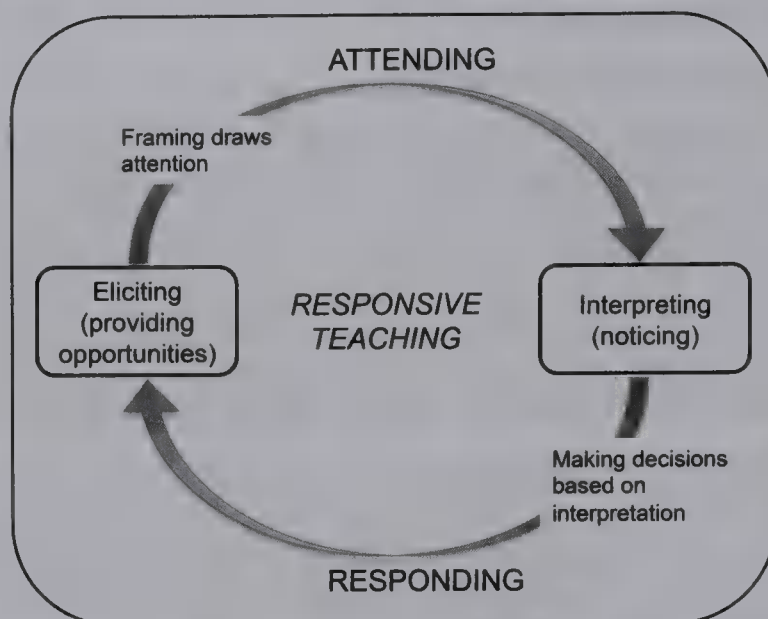 ATTENDING
Framing draws
attention
Eliciting
(providing
opportunities)
RESPONSIVE
TEACHING
Interpreting
(noticing)
Making decisions
based on
interpretation
RESPONDING